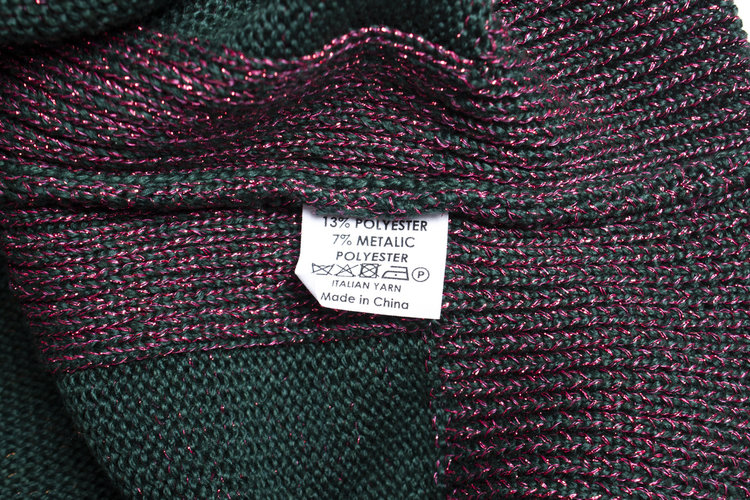 13% POLYESTER
7% METALIC
POLYESTER
P
ITALIAN YARN
Made in China